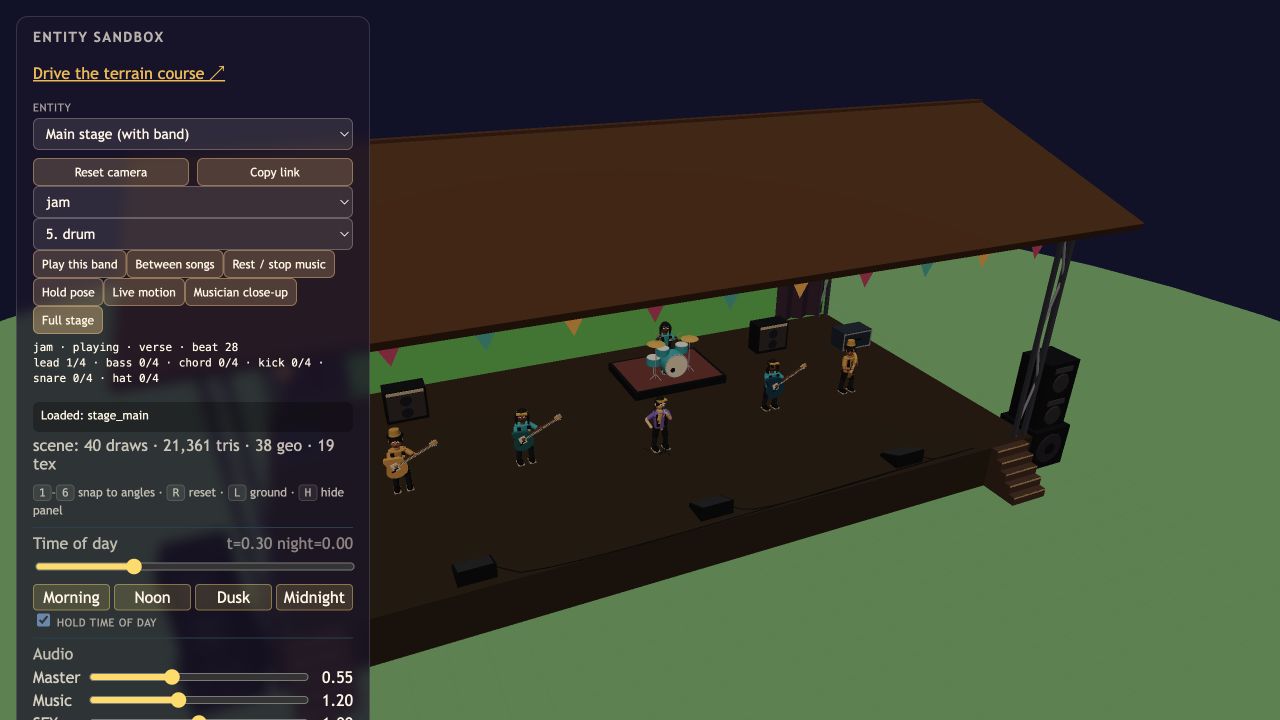 ENTITY SANDBOX
Drive the terrain course ↗
ENTITY
Main stage (with band)
Reset camera Copy link
jam
5. drum
Play this band Between songs Rest / stop music
Hold pose Live motion Musician close-up
Full stage
jam · playing · verse · beat 28
lead 1/4 · bass 0/4 · chord 0/4 · kick 0/4 ·
snare 0/4 · hat 0/4
Loaded: stage_main
scene: 40 draws · 21,361 tris · 38 geo · 19
tex
1-6 snap to angles · R reset · L ground · H hide
panel
Time of day t=0.30 night=0.00
Morning Noon Dusk Midnight
HOLD TIME OF DAY
Audio
Master 0.55
Music 1.20